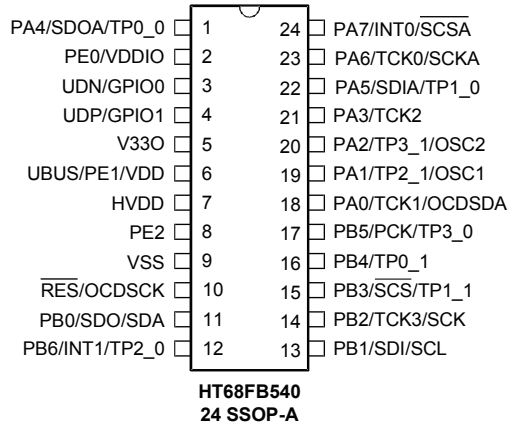 PA4/SDOA/TP0_0 1 24 PA7/INT0/SCSA
PE0/VDDIO 2 23 PA6/TCK0/SCKA
UDN/GPIO0 3 22 PA5/SDIA/TP1_0
UDP/GPIO1 4 21 PA3/TCK2
V33O 5 20 PA2/TP3_1/OSC2
UBUS/PE1/VDD 6 19 PA1/TP2_1/OSC1
HVDD 7 18 PA0/TCK1/OCDSDA
PE2 8 17 PB5/PCK/TP3_0
VSS 9 16 PB4/TP0_1
RES/OCDSCK 10 15 PB3/SCS/TP1_1
PB0/SDO/SDA 11 14 PB2/TCK3/SCK
PB6/INT1/TP2_0 12 13 PB1/SDI/SCL
HT68FB540
24 SSOP-A